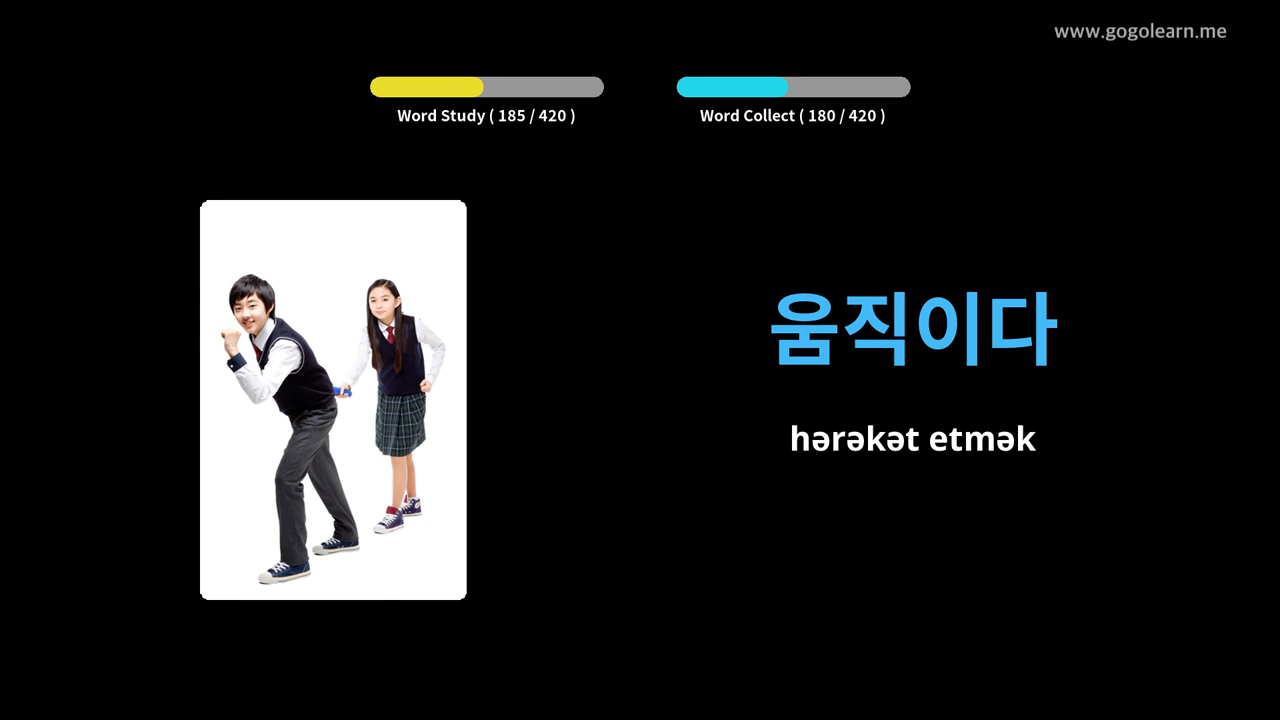 www.gogolearn.me
Word Study ( 185 / 420 )
Word Collect ( 180 / 420 )
움직이다
hərəkət etmək